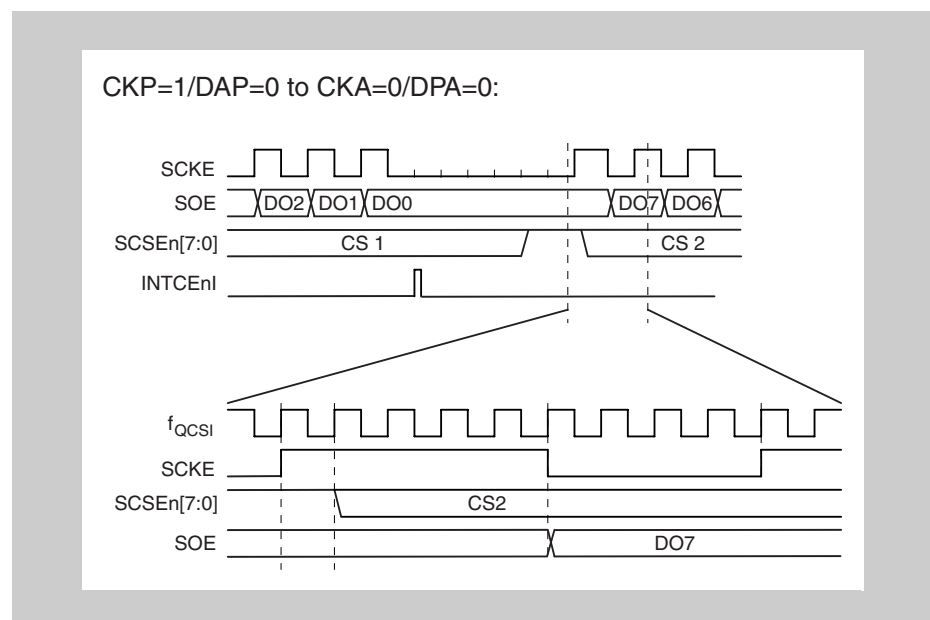 CKP=1/DAP=0 to CKA=0/DPA=0:
SCKE
SOE DO2 DO1 DO0 DO7 DO6
SCSEn[7:0] CS 1 CS 2
INTCEnI
fQCSI
SCKE
SCSEn[7:0] CS2
SOE DO7